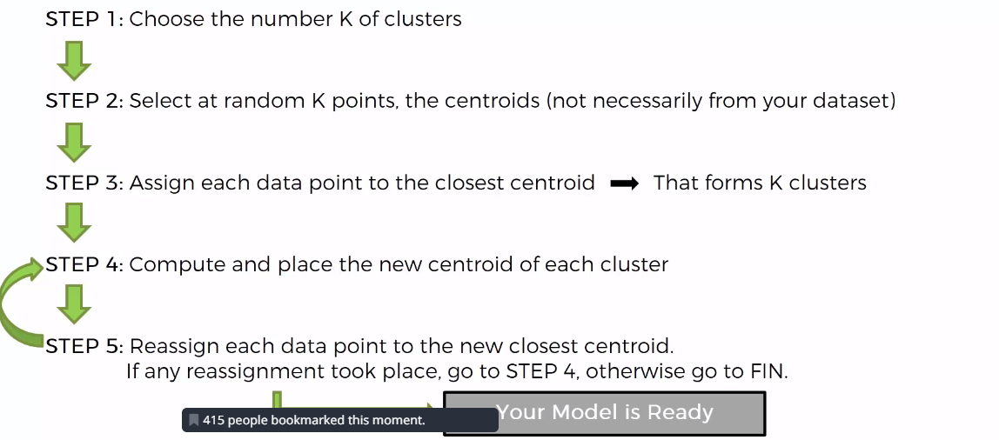 STEP 1: Choose the number K of clusters
STEP 2: Select at random K points, the centroids (not necessarily from your dataset)
STEP 3: Assign each data point to the closest centroid That forms K clusters
STEP 4: Compute and place the new centroid of each cluster
STEP 5: Reassign each data point to the new closest centroid.
If any reassignment took place, go to STEP 4, otherwise go to FIN.
Your Model is Ready
415 people bookmarked this moment.